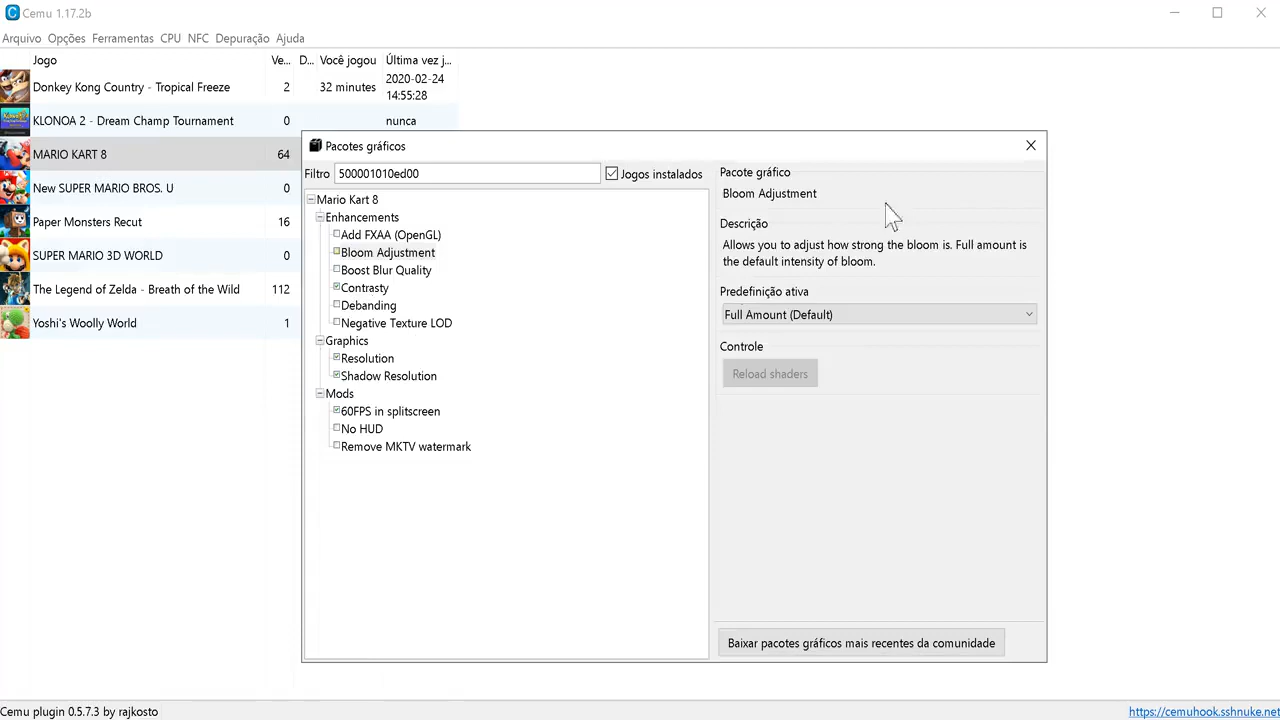 Cemu 1.17.2b
Arquivo Opções Ferramentas CPU NFC Depuração Ajuda
Jogo Ve... D... Você jogou Última vez j...
Donkey Kong Country - Tropical Freeze 2 32 minutes 2020-02-24
14:55:28
KLONOA 2 - Dream Champ Tournament 0 nunca
MARIO KART 8 64
New SUPER MARIO BROS. U 0
Paper Monsters Recut 16
SUPER MARIO 3D WORLD 0
The Legend of Zelda - Breath of the Wild 112
Yoshi's Woolly World 1
Pacotes gráficos
Filtro 500001010ed00 Jogos instalados
Mario Kart 8
Enhancements
Add FXAA (OpenGL)
Bloom Adjustment
Boost Blur Quality
Contrasty
Debanding
Negative Texture LOD
Graphics
Resolution
Shadow Resolution
Mods
60FPS in splitscreen
No HUD
Remove MKTV watermark
Pacote gráfico
Bloom Adjustment
Descrição
Allows you to adjust how strong the bloom is. Full amount is
the default intensity of bloom.
Predefinição ativa
Full Amount (Default)
Controle
Reload shaders
Baixar pacotes gráficos mais recentes da comunidade
Cemu plugin 0.5.7.3 by rajkosto
https://cemuhook.sshnuke.net